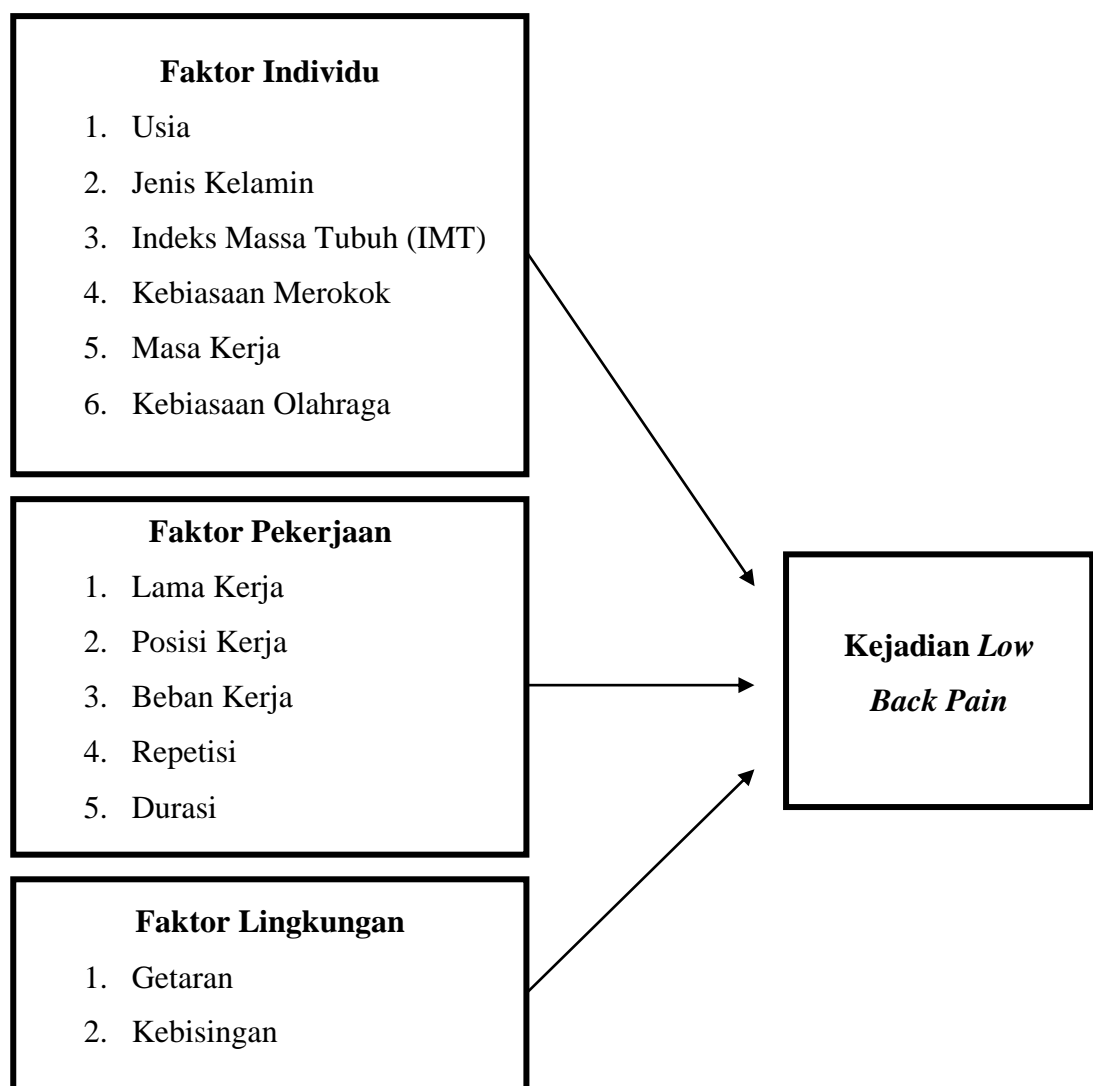 Faktor Individu
1. Usia
2. Jenis Kelamin
3. Indeks Massa Tubuh (IMT)
4. Kebiasaan Merokok
5. Masa Kerja
6. Kebiasaan Olahraga
Faktor Pekerjaan
1. Lama Kerja
2. Posisi Kerja
3. Beban Kerja
4. Repetisi
5. Durasi
Faktor Lingkungan
1. Getaran
2. Kebisingan
Kejadian Low
Back Pain